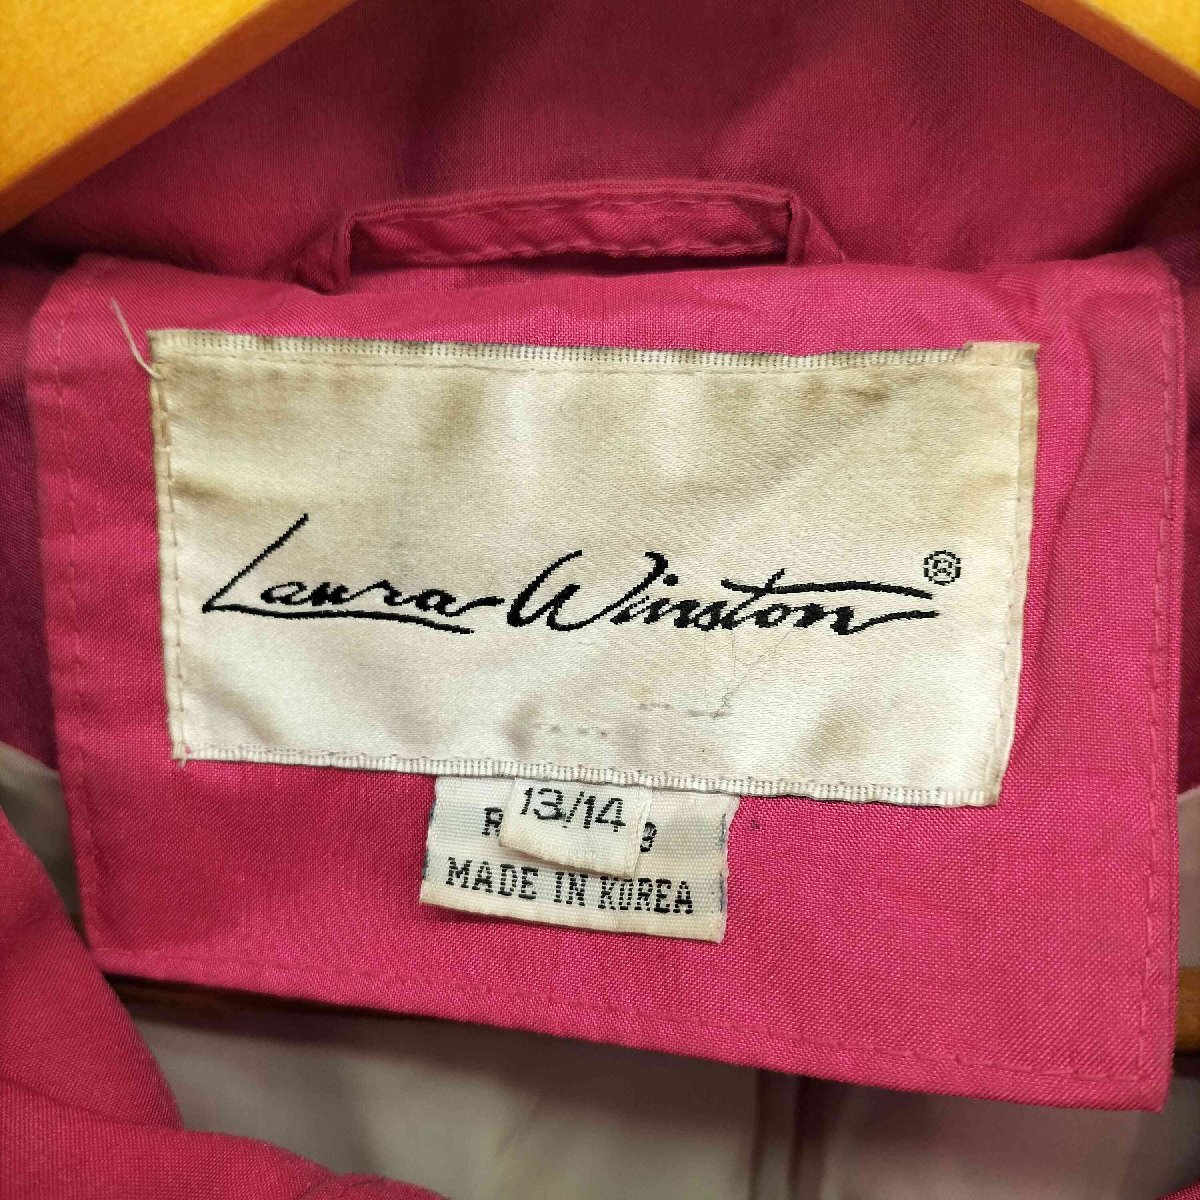 Laura Winston®
13/14
MADE IN KOREA